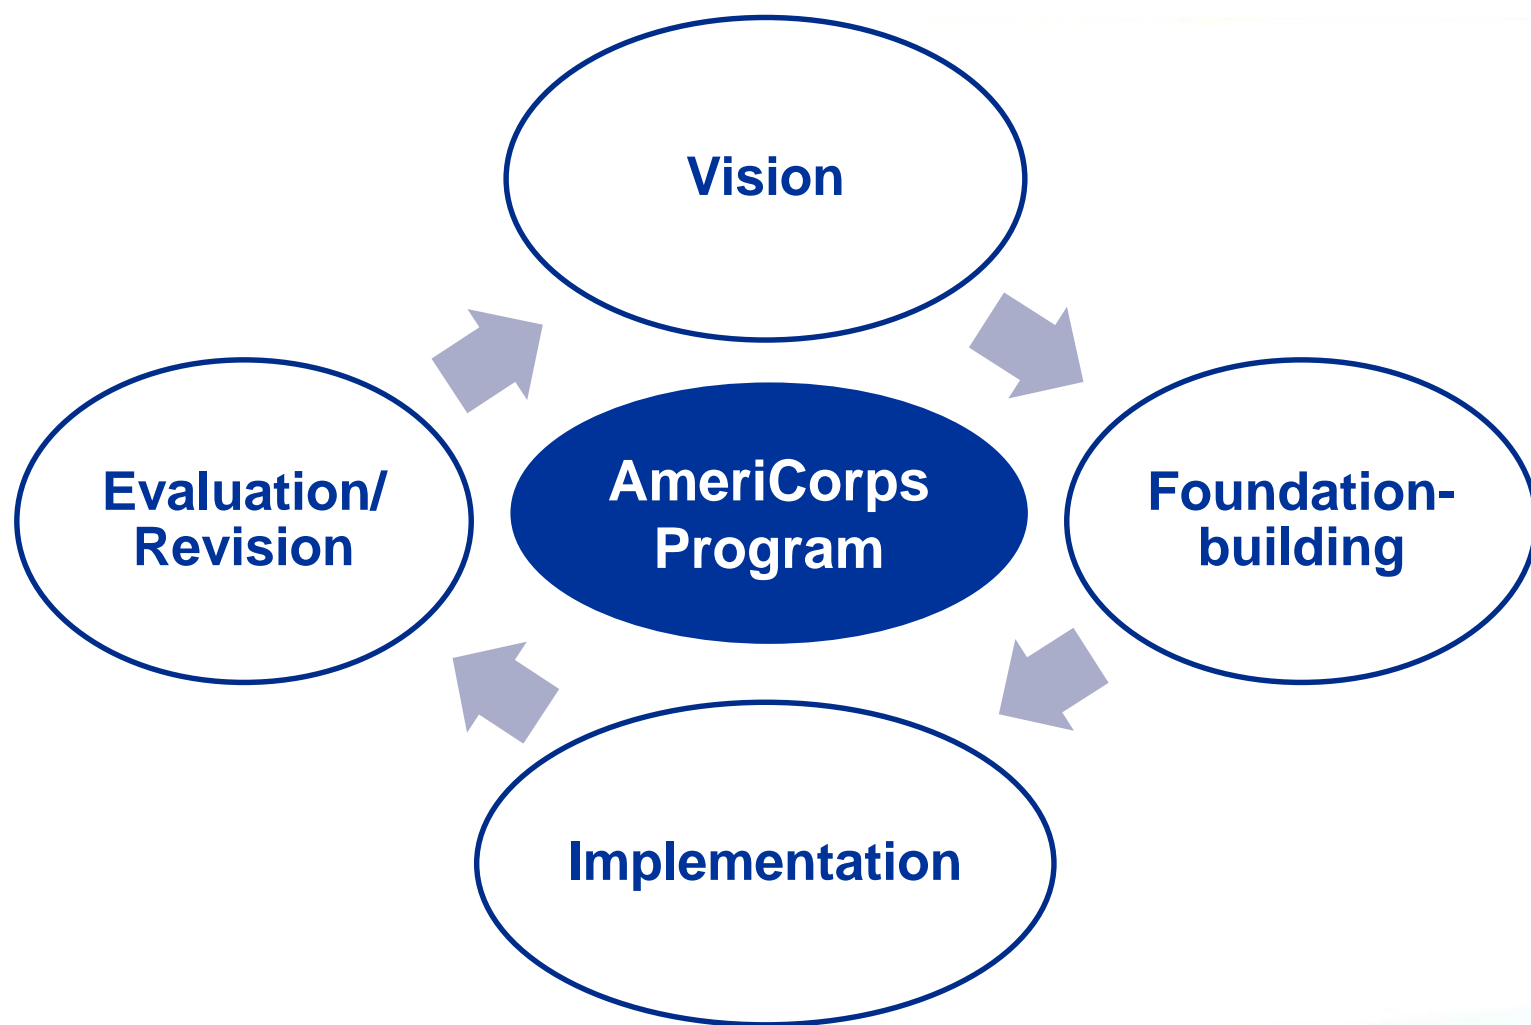 Vision
Evaluation/
Revision
AmeriCorps
Program
Foundation-
building
Implementation